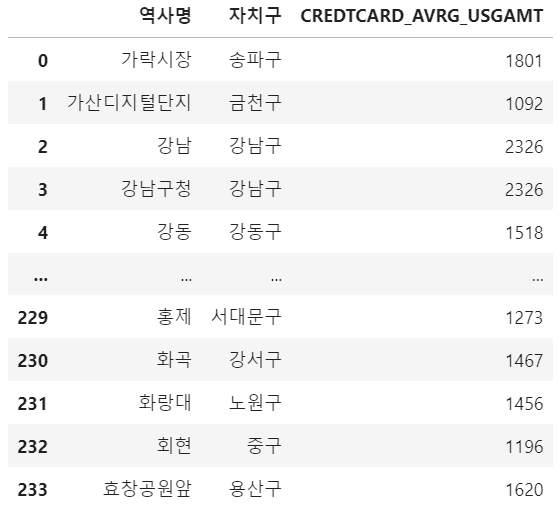 역사명 자치구 CREDTCARD_AVRG_USGAMT
0 가락시장 송파구 1801
1 가산디지털단지 금천구 1092
2 강남 강남구 2326
3 강남구청 강남구 2326
4 강동 강동구 1518
... ... ... ...
229 홍제 서대문구 1273
230 화곡 강서구 1467
231 화랑대 노원구 1456
232 회현 중구 1196
233 효창공원앞 용산구 1620